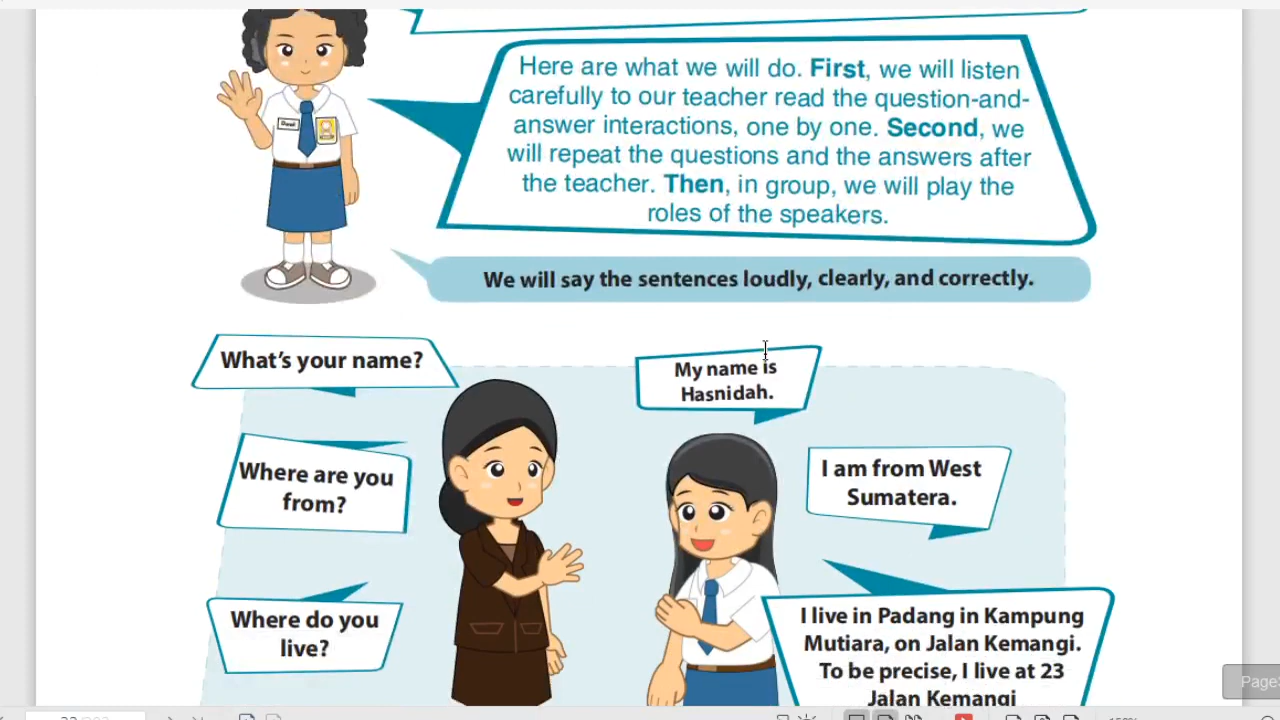 Here are what we will do. First, we will listen
carefully to our teacher read the question-and-
answer interactions, one by one. Second, we
will repeat the questions and the answers after
the teacher. Then, in group, we will play the
roles of the speakers.
We will say the sentences loudly, clearly, and correctly.
What's your name?
My name is
Hasnidah.
Where are you
from?
I am from West
Sumatera.
Where do you
live?
I live in Padang in Kampung
Mutiara, on Jalan Kemangi.
To be precise, I live at 23
Jalan Kemangi